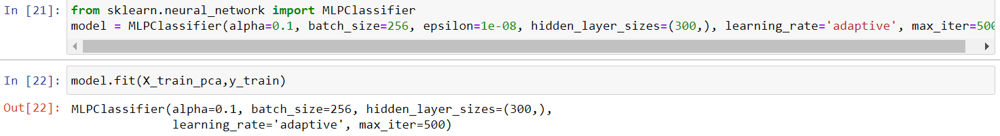 In [21]: from sklearn.neural_network import MLPClassifier
model = MLPClassifier(alpha=0.1, batch_size=256, epsilon=1e-08, hidden_layer_sizes=(300,), learning_rate='adaptive', max_iter=500
In [22]: model.fit(X_train_pca,y_train)
Out[22]: MLPClassifier(alpha=0.1, batch_size=256, hidden_layer_sizes=(300,),
learning_rate='adaptive', max_iter=500)